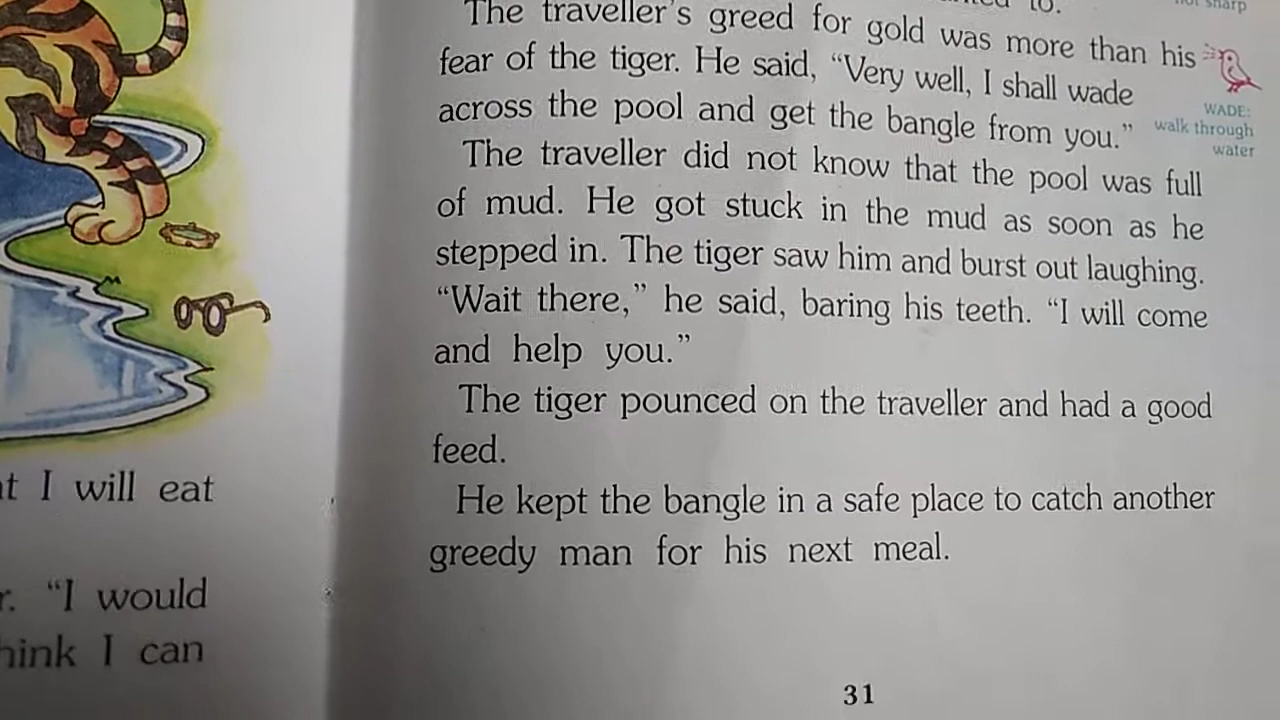 I will eat
"I would
I can
to.
not sharp
The traveller's greed for gold was more than his
fear of the tiger. He said, "Very well, I shall wade
across the pool and get the bangle from you."
WADE:
walk through
water
The traveller did not know that the pool was full
of mud. He got stuck in the mud as soon as he
stepped in. The tiger saw him and burst out laughing.
"Wait there," he said, baring his teeth. "I will come
and help you."
The tiger pounced on the traveller and had a good
feed.
He kept the bangle in a safe place to catch another
greedy man for his next meal.
31